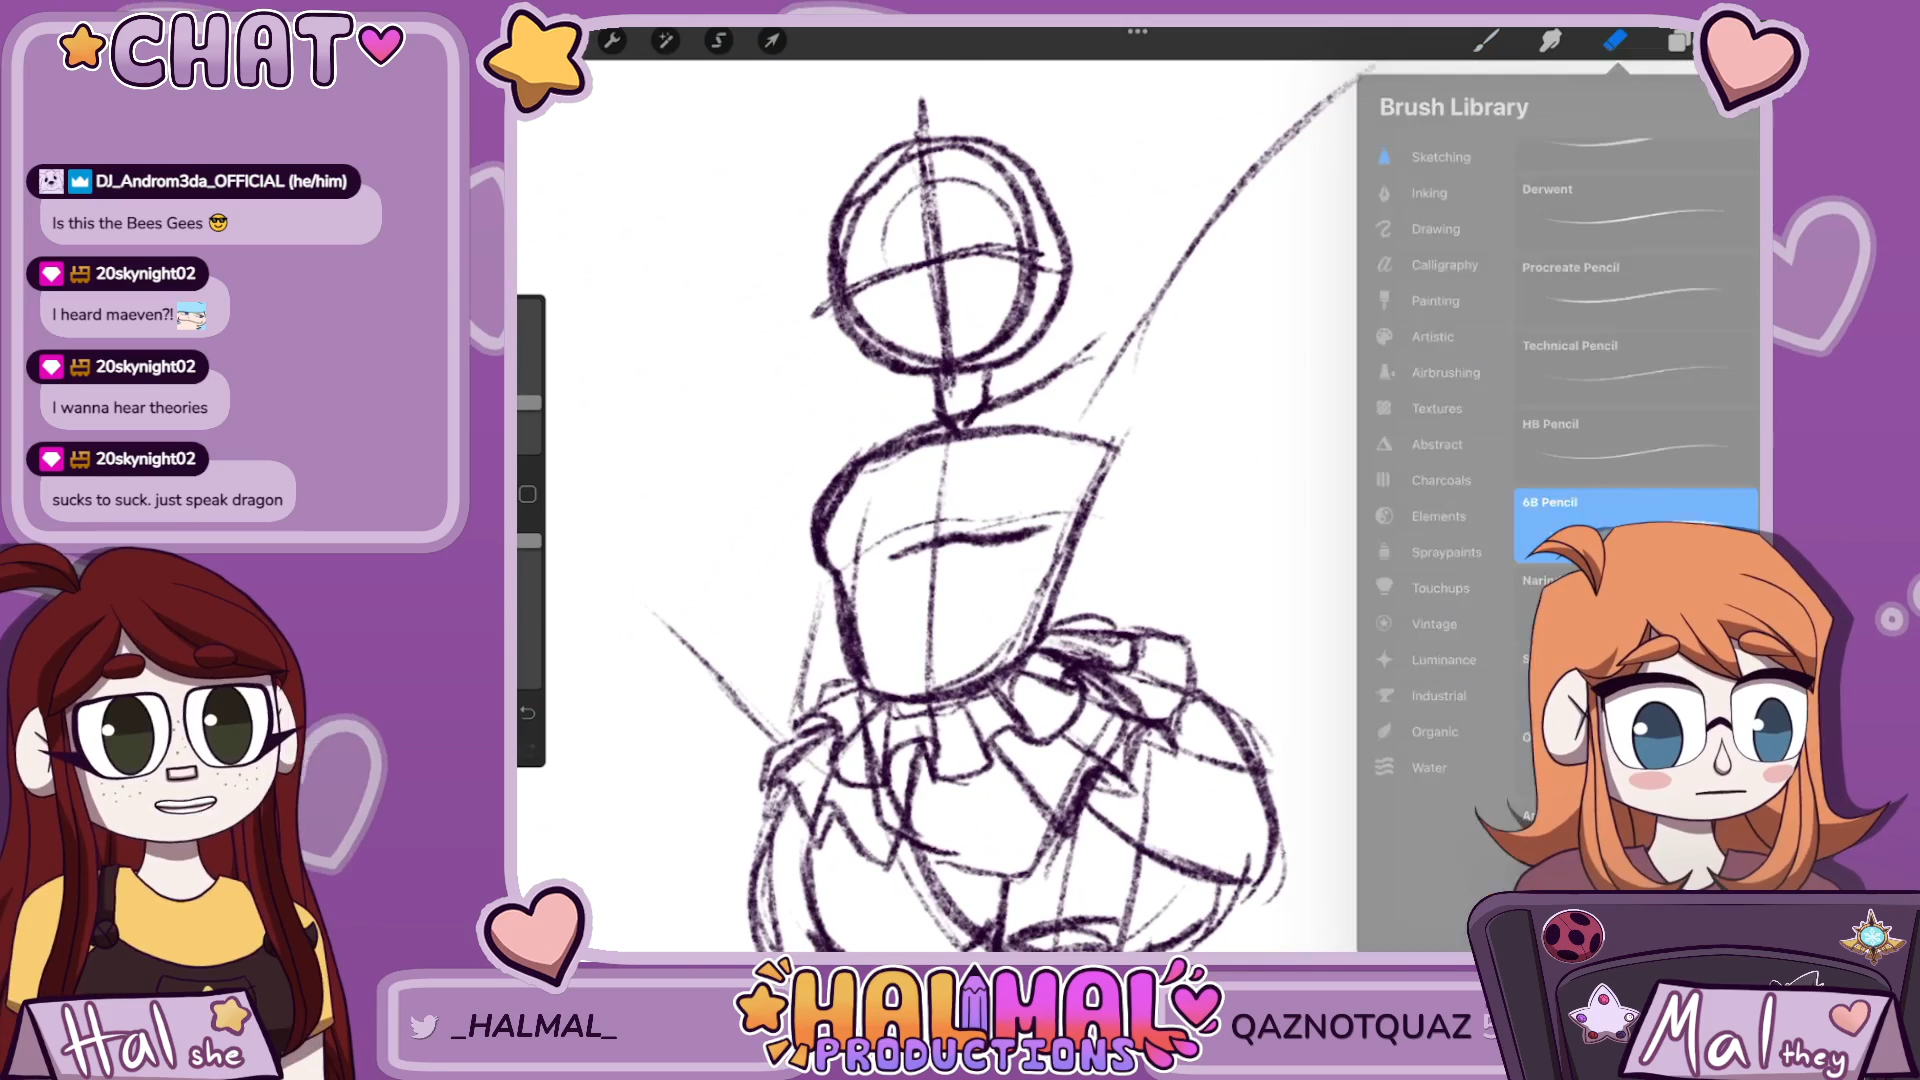 CHAT
DJ_Androm3da_OFFICIAL (he/him)
Is this the Bees Gees
20skynight02
I heard maeven?!
20skynight02
I wanna hear theories
20skynight02
sucks to suck. just speak dragon
Brush Library
Sketching
Inking
Drawing
Calligraphy
Painting
Artistic
Airbrushing
Textures
Abstract
Charcoals
Elements
Spraypaints
Touchups
Vintage
Luminance
Industrial
Organic
Water
Derwent
Procreate Pencil
Technical Pencil
HB Pencil
6B Pencil
Hal she
_HALMAL_
HALMAL
PRODUCTIONS
QAZNOTQUAZ
Mal they